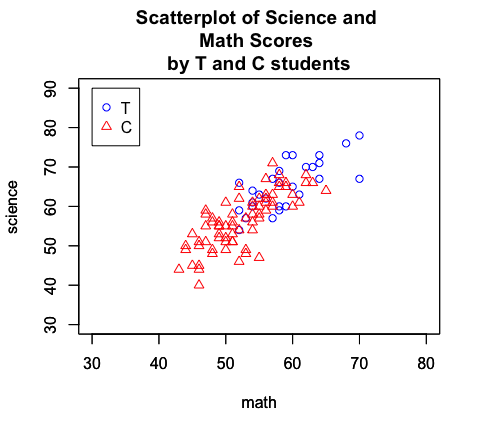 Scatterplot of Science and
Math Scores
by T and C students
T
C
science
90
80
70
60
50
40
30
30 40 50 60 70 80
math